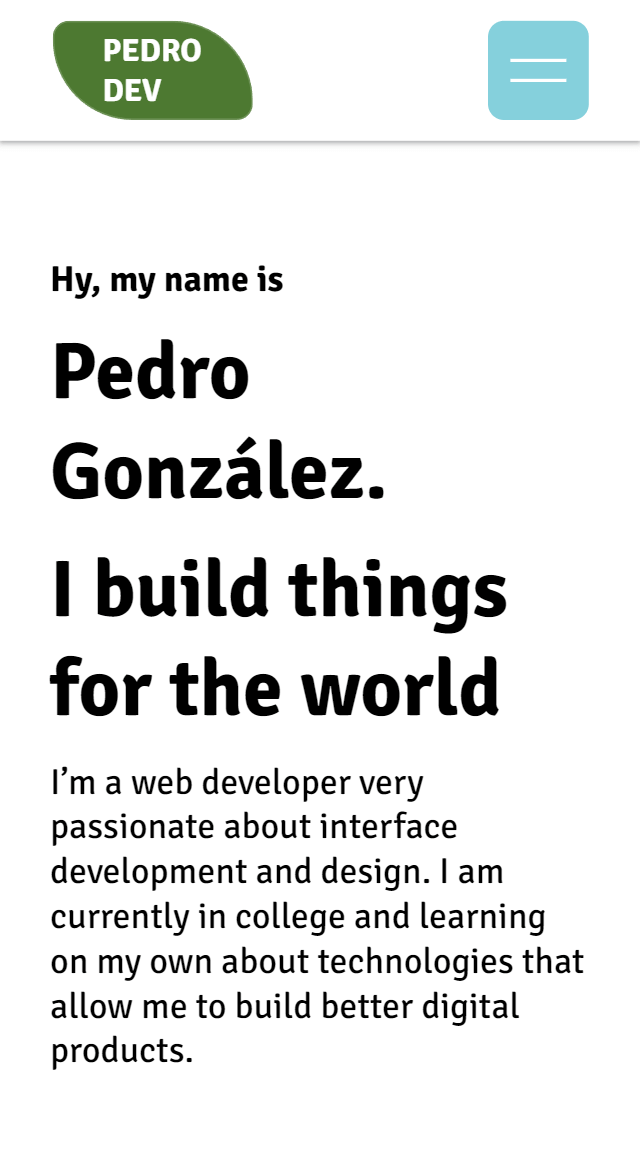 PEDRO
DEV
Hy, my name is
Pedro
González.
I build things
for the world
I’m a web developer very
passionate about interface
development and design. I am
currently in college and learning
on my own about technologies that
allow me to build better digital
products.